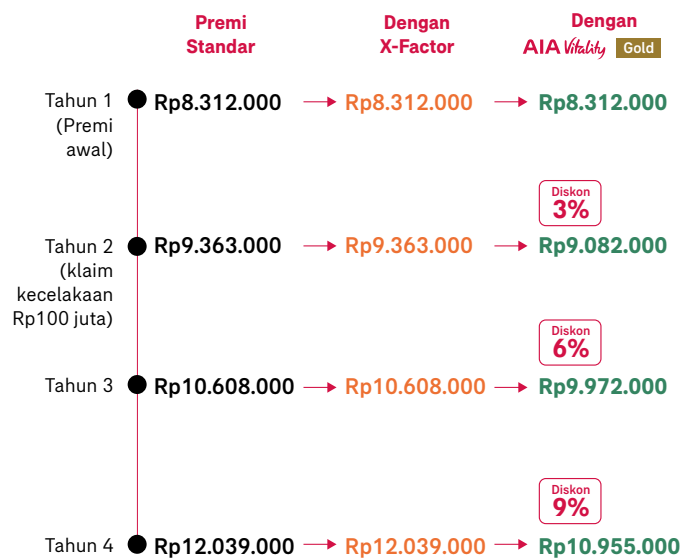 Premi
Standar
Dengan
X-Factor
Dengan
AIA Vitality Gold
Tahun 1
(Premi
awal)
Rp8.312.000
Rp8.312.000
Rp8.312.000
Diskon
3%
Tahun 2
(klaim
kecelakaan
Rp100 juta)
Rp9.363.000
Rp9.363.000
Rp9.082.000
Diskon
6%
Tahun 3
Rp10.608.000
Rp10.608.000
Rp9.972.000
Diskon
9%
Tahun 4
Rp12.039.000
Rp12.039.000
Rp10.955.000